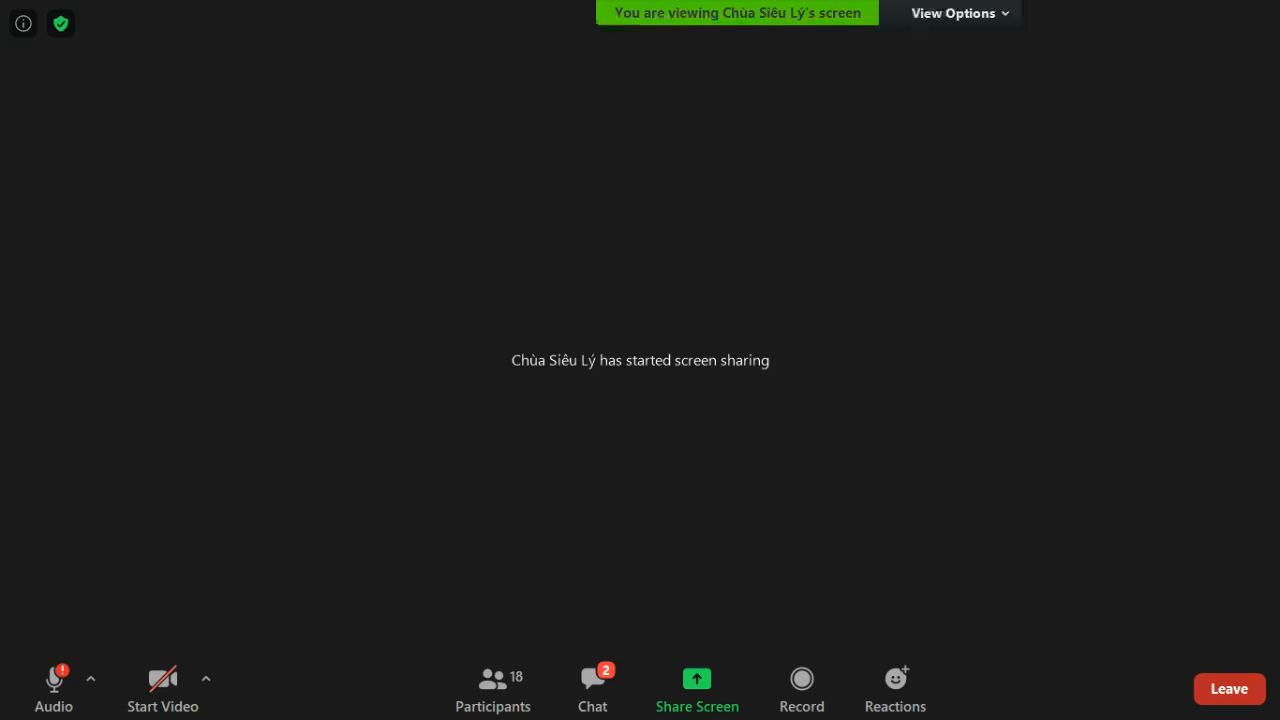 You are viewing Chùa Siêu Lý's screen
View Options
Chùa Siêu Lý has started screen sharing
Audio
Start Video
18
Participants
2
Chat
Share Screen
Record
Reactions
Leave